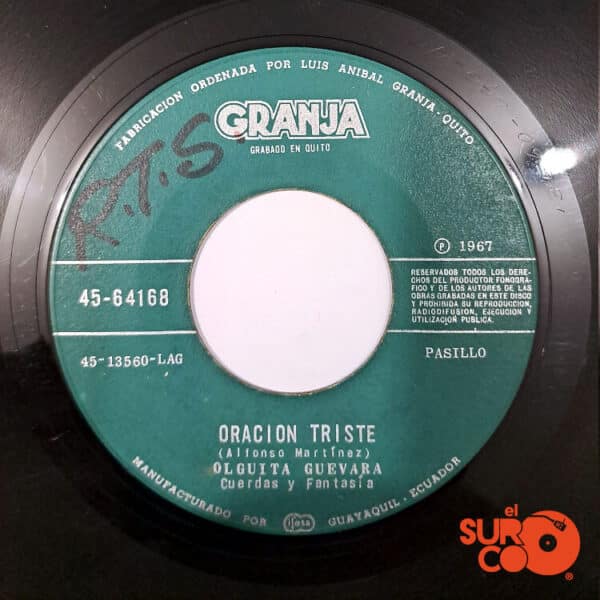 FABRICACION ORDENADA POR LUIS ANIBAL GRANJA - QUITO
GRANJA
GRABADO EN QUITO
R.T.S.
℗ 1967
45-64168
RESERVADOS TODOS LOS DERE-
CHOS DEL PRODUCTOR FONOGRÁ-
FICO Y DE LOS AUTORES DE LAS
OBRAS GRABADAS EN ESTE DISCO
Y PROHIBIDA SU REPRODUCCION,
RADIODIFUSION, EJECUCION Y
UTILIZACION PUBLICA.
45-13560-LAG
PASILLO
ORACION TRISTE
(Alfonso Martínez)
OLGUITA GUEVARA
Cuerdas y Fantasía
MANUFACTURADO POR ifesa GUAYAQUIL - ECUADOR
el
SURCO